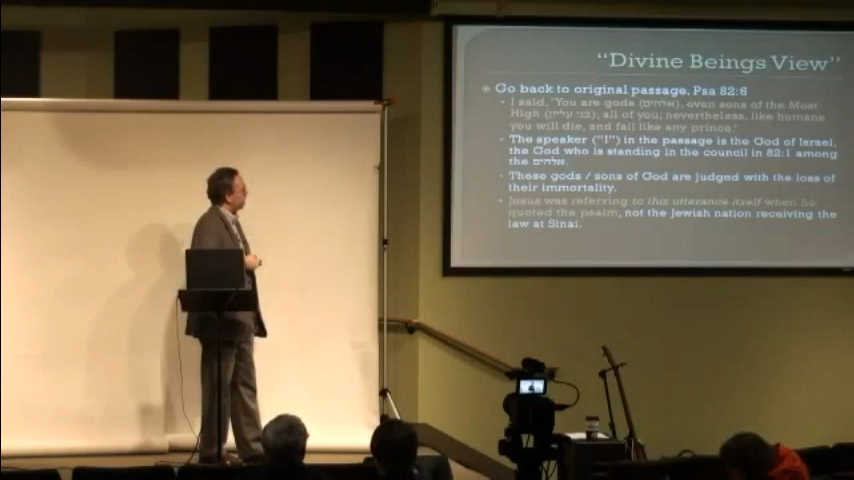 “Divine Beings View”
Go back to original passage, Psa 82:6
I said, ‘You are gods (אלהים), even sons of the Most
High (בני עליון), all of you; nevertheless, like humans
you will die, and fall like any prince.’
The speaker (“I”) in the passage is the God of Israel,
the God who is standing in the council in 82:1 among
the אלהים.
These gods / sons of God are judged with the loss of
their immortality.
Jesus was referring to this utterance itself when he
quoted the psalm, not the Jewish nation receiving the
law at Sinai.